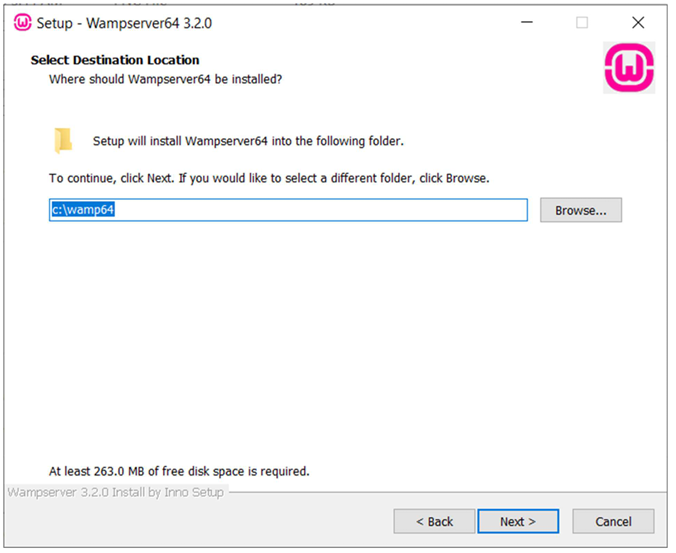 Setup - Wampserver64 3.2.0
Select Destination Location
Where should Wampserver64 be installed?
Setup will install Wampserver64 into the following folder.
To continue, click Next. If you would like to select a different folder, click Browse.
c:\wamp64
Browse...
At least 263.0 MB of free disk space is required.
Wampserver 3.2.0 Install by Inno Setup
< Back
Next >
Cancel